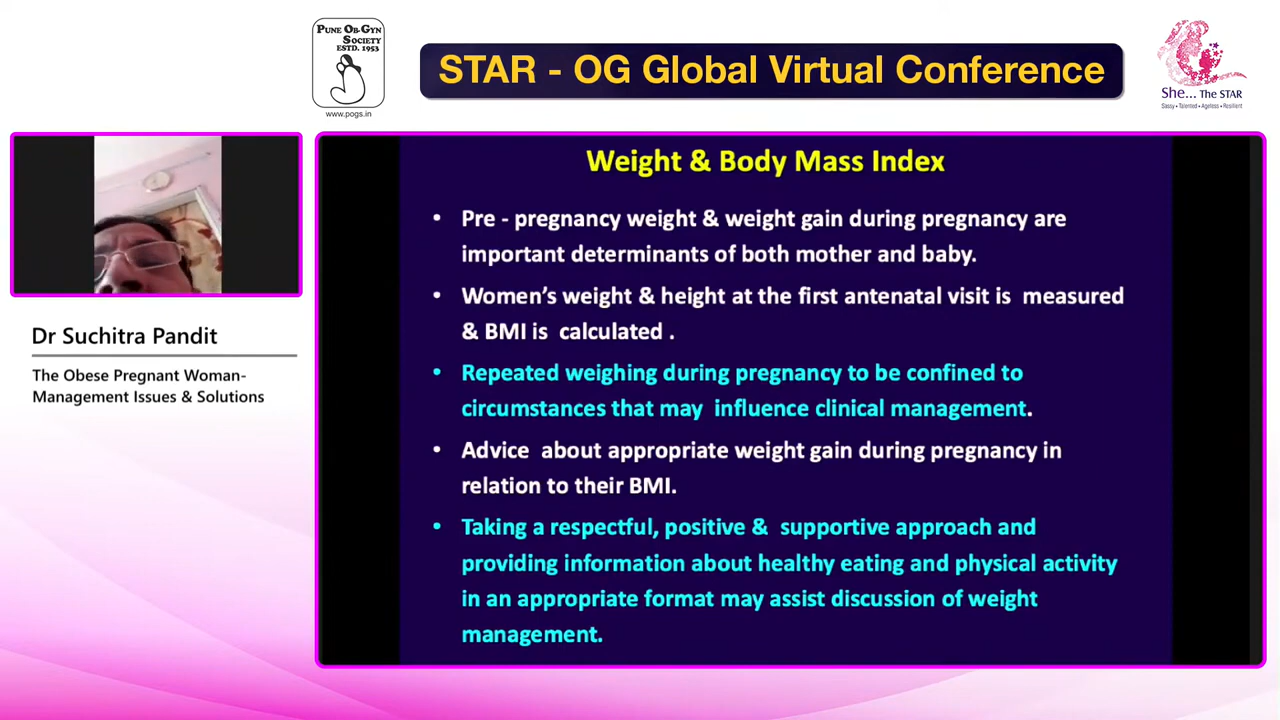 PUNE OB-GYN
SOCIETY
ESTD. 1953
www.pogs.in
STAR - OG Global Virtual Conference
She... The STAR
Sassy • Talented • Ageless • Resilient
Dr Suchitra Pandit
The Obese Pregnant Woman-
Management Issues & Solutions
Weight & Body Mass Index
• Pre - pregnancy weight & weight gain during pregnancy are
important determinants of both mother and baby.
• Women's weight & height at the first antenatal visit is measured
& BMI is calculated .
• Repeated weighing during pregnancy to be confined to
circumstances that may influence clinical management.
• Advice about appropriate weight gain during pregnancy in
relation to their BMI.
• Taking a respectful, positive & supportive approach and
providing information about healthy eating and physical activity
in an appropriate format may assist discussion of weight
management.